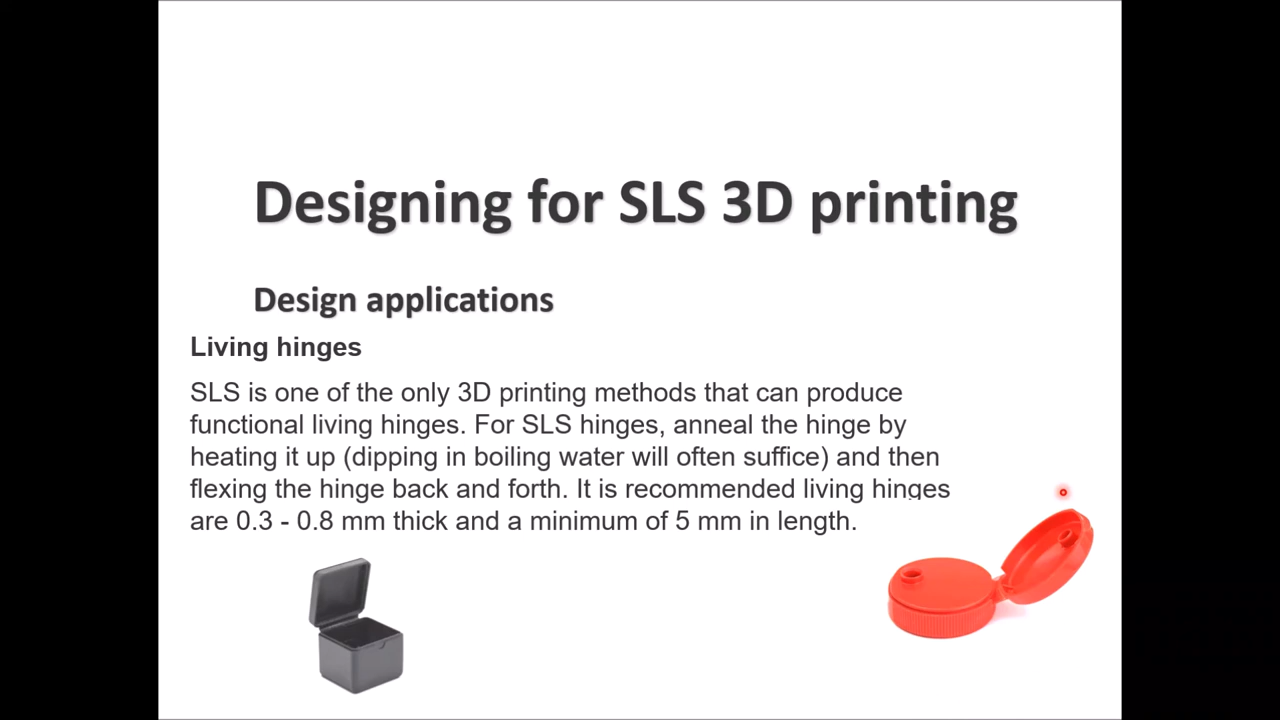 Designing for SLS 3D printing
Design applications
Living hinges
SLS is one of the only 3D printing methods that can produce
functional living hinges. For SLS hinges, anneal the hinge by
heating it up (dipping in boiling water will often suffice) and then
flexing the hinge back and forth. It is recommended living hinges
are 0.3 - 0.8 mm thick and a minimum of 5 mm in length.